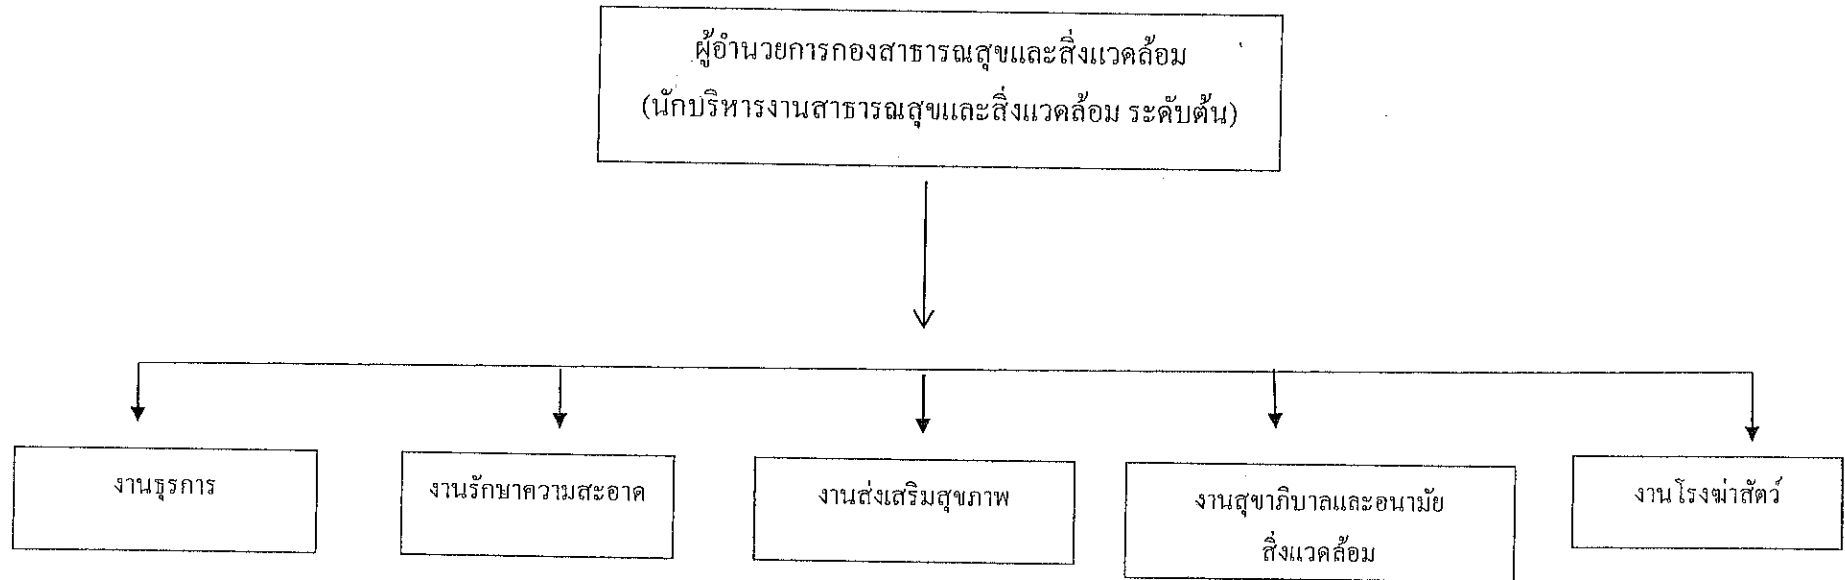 ผู้อำนวยการกองสาธารณสุขและสิ่งแวดล้อม
(นักบริหารงานสาธารณสุขและสิ่งแวดล้อม ระดับต้น)
งานธุรการ
งานรักษาความสะอาด
งานส่งเสริมสุขภาพ
งานสุขาภิบาลและอนามัย
สิ่งแวดล้อม
งานโรงฆ่าสัตว์